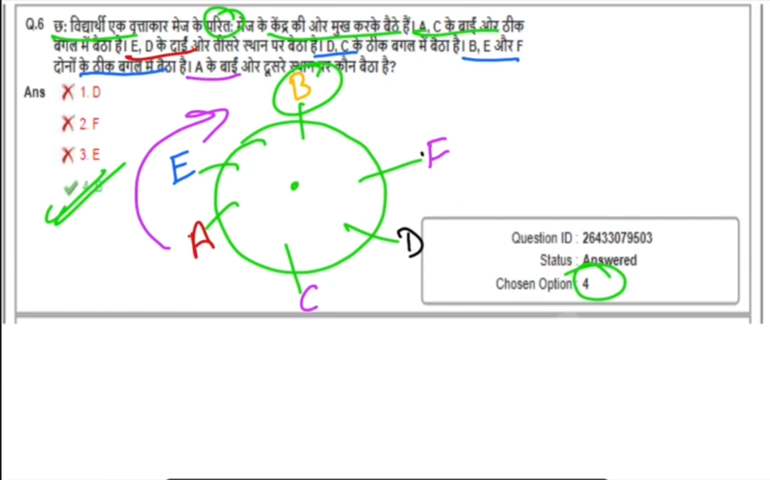 Q.6 छः विद्यार्थी एक वृत्ताकार मेज के परितः मेज के केंद्र की ओर मुख करके बैठे हैं। A, C के बाईं ओर ठीक
बगल में बैठा है। E, D के दाईं ओर तीसरे स्थान पर बैठा है। D, C के ठीक बगल में बैठा है। B, E और F
दोनों के ठीक बगल में बैठा है। A के बाईं ओर दूसरे स्थान पर कौन बैठा है?
Ans 1. D
2. F
3. E
B
E
F
A
D
C
Question ID : 26433079503
Status : Answered
Chosen Option : 4